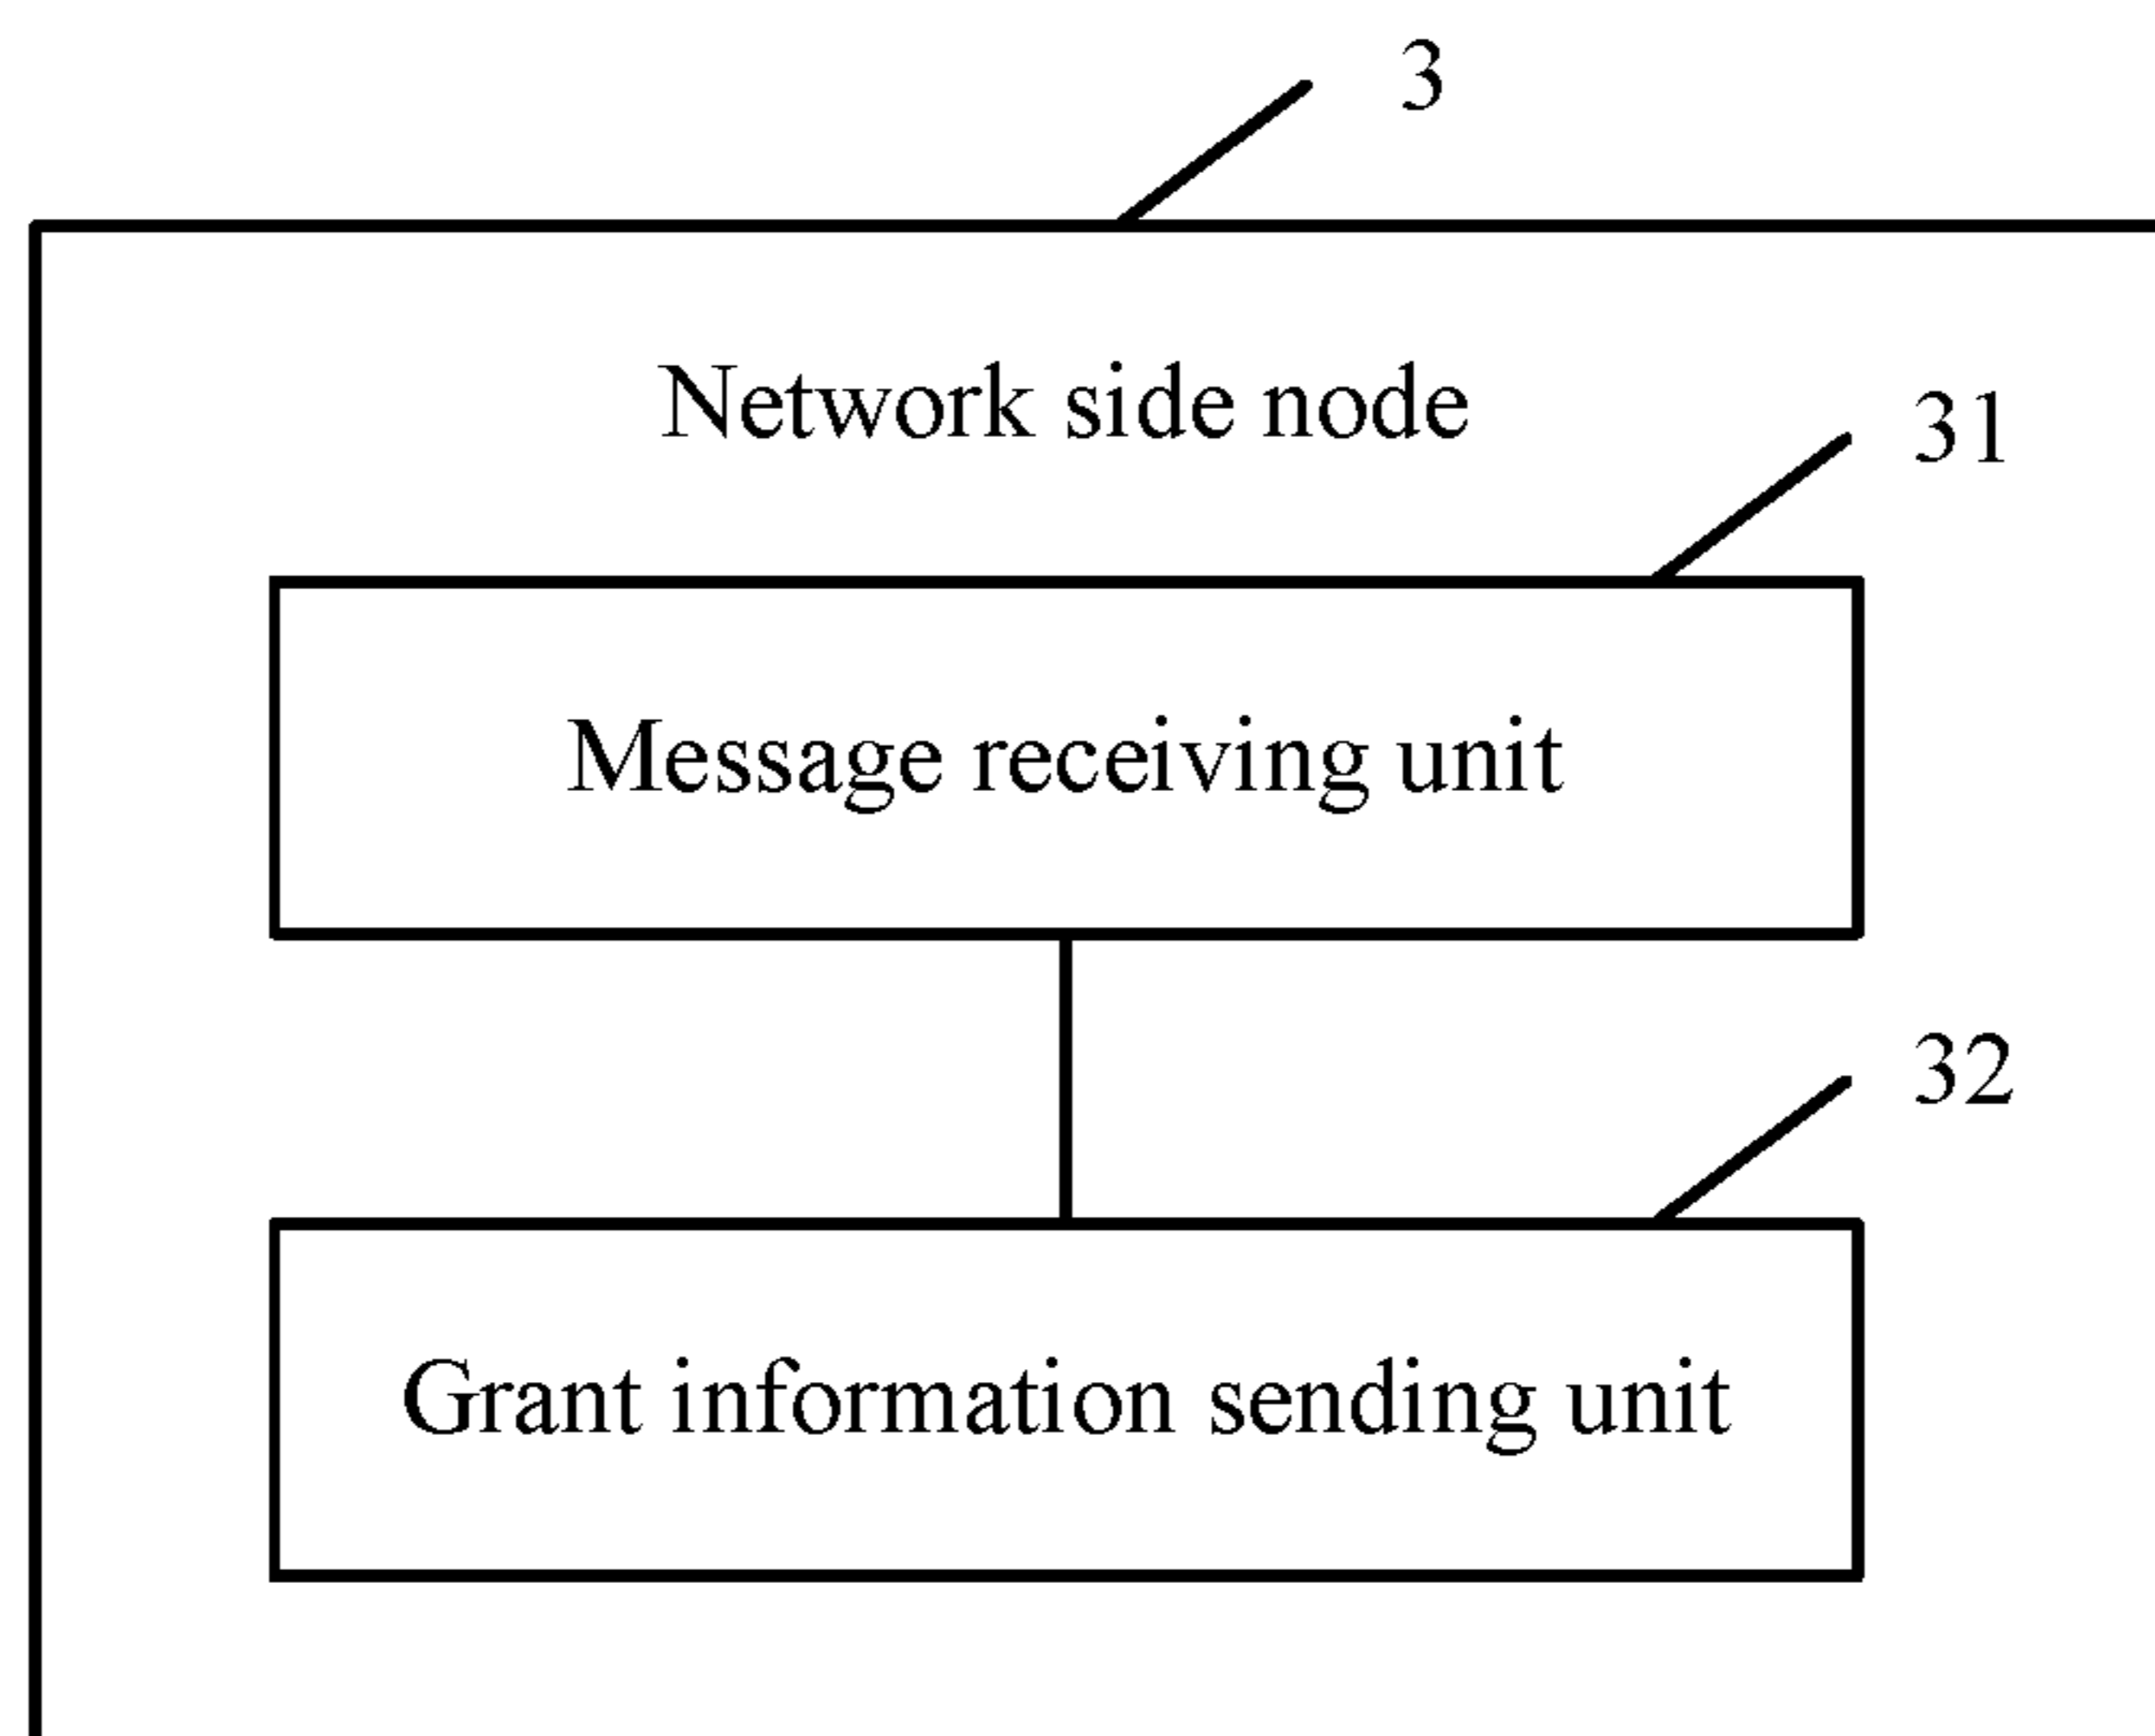 3
Network side node
31
Message receiving unit
32
Grant information sending unit